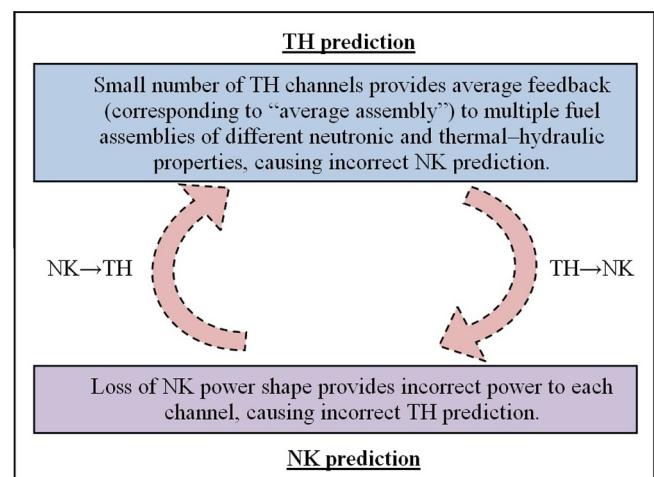 TH prediction
Small number of TH channels provides average feedback
(corresponding to “average assembly”) to multiple fuel
assemblies of different neutronic and thermal–hydraulic
properties, causing incorrect NK prediction.
NK→TH
TH→NK
Loss of NK power shape provides incorrect power to each
channel, causing incorrect TH prediction.
NK prediction